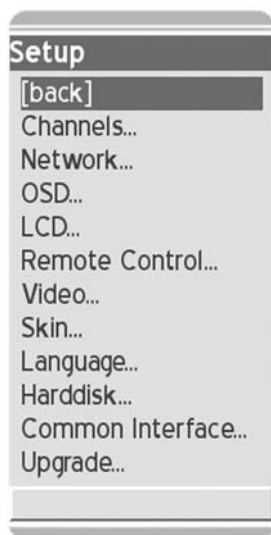 Setup
[back]
Channels...
Network...
OSD...
LCD...
Remote Control...
Video...
Skin...
Language...
Harddisk...
Common Interface...
Upgrade...